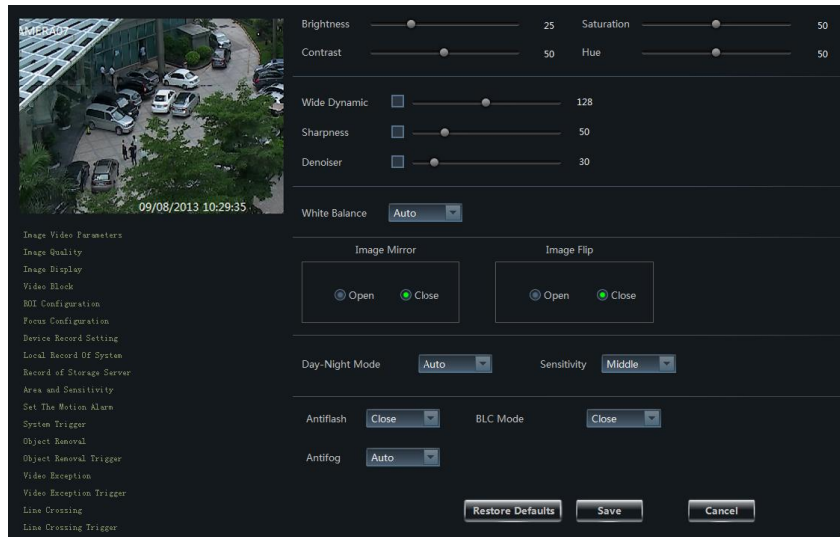 AMERA07
09/08/2013 10:29:35
Image Video Parameters
Image Quality
Image Display
Video Block
ROI Configuration
Focus Configuration
Device Record Setting
Local Record Of System
Record of Storage Server
Area and Sensitivity
Set The Motion Alarm
System Trigger
Object Removal
Object Removal Trigger
Video Exception
Video Exception Trigger
Line Crossing
Line Crossing Trigger
Brightness 25 Saturation 50
Contrast 50 Hue 50
Wide Dynamic 128
Sharpness 50
Denoiser 30
White Balance Auto
Image Mirror Image Flip
Open Close Open Close
Day-Night Mode Auto Sensitivity Middle
Antiflash Close BLC Mode Close
Antifog Auto
Restore Defaults Save Cancel